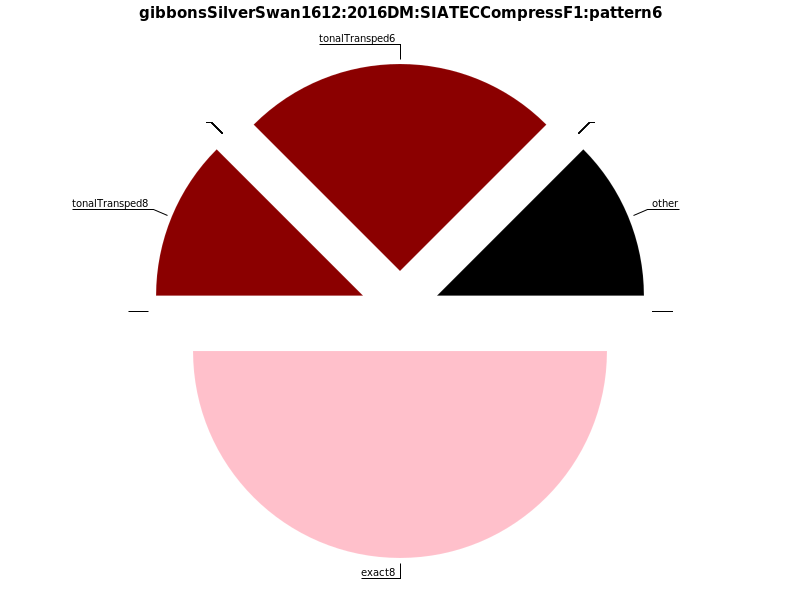 gibbonsSilverSwan1612:2016DM:SIATECCompressF1:pattern6
tonalTransped6
tonalTransped8
other
exact8